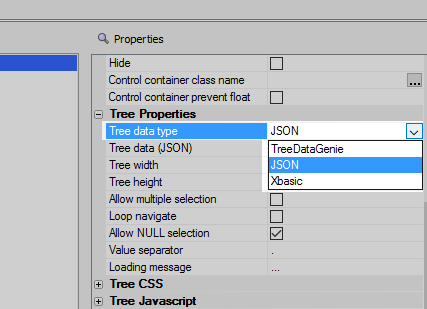 Properties
Hide
Control container class name ...
Control container prevent float
Tree Properties
Tree data type JSON
Tree data (JSON) TreeDataGenie
Tree width JSON
Tree height Xbasic
Allow multiple selection
Loop navigate
Allow NULL selection
Value separator .
Loading message ...
Tree CSS
Tree Javascript